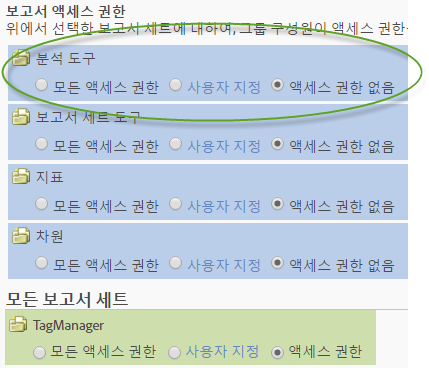 보고서 액세스 권한
위에서 선택한 보고서 세트에 대하여, 그룹 구성원이 액세스 권한
분석 도구
모든 액세스 권한 사용자 지정 액세스 권한 없음
보고서 세트 도구
모든 액세스 권한 사용자 지정 액세스 권한 없음
지표
모든 액세스 권한 사용자 지정 액세스 권한 없음
차원
모든 액세스 권한 사용자 지정 액세스 권한 없음
모든 보고서 세트
TagManager
모든 액세스 권한 사용자 지정 액세스 권한